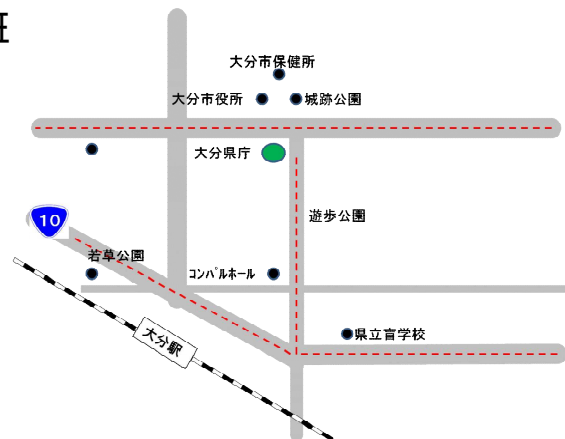 大分市保健所
大分市役所
城跡公園
大分県庁
遊歩公園
10
若草公園
コンパルホール
県立盲学校
大分駅